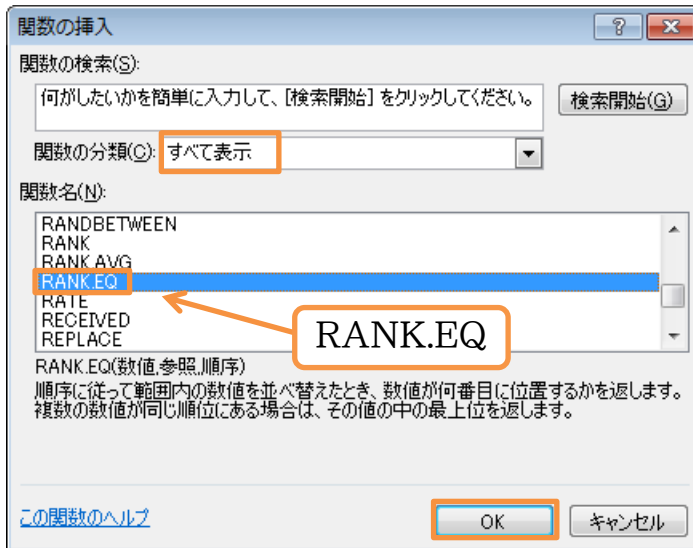 関数の挿入
関数の検索(S):
何がしたいかを簡単に入力して、[検索開始] をクリックしてください。
検索開始(G)
関数の分類(C): すべて表示
関数名(N):
RANDBETWEEN
RANK
RANK.AVG
RANK.EQ
RATE
RECEIVED
REPLACE
RANK.EQ
RANK.EQ(数値,参照,順序)
順序に従って範囲内の数値を並べ替えたとき、数値が何番目に位置するかを返します。
複数の数値が同じ順位にある場合は、その値の中の最上位を返します。
この関数のヘルプ
OK
キャンセル